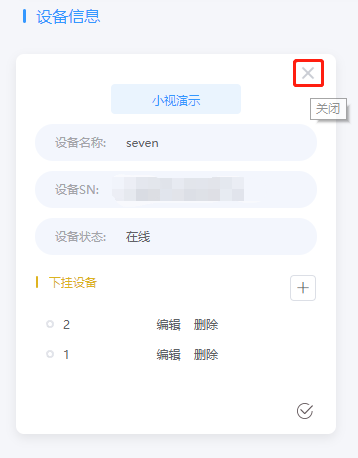 设备信息
关闭
小视演示
设备名称: seven
设备SN:
设备状态: 在线
下挂设备
2 编辑 删除
1 编辑 删除